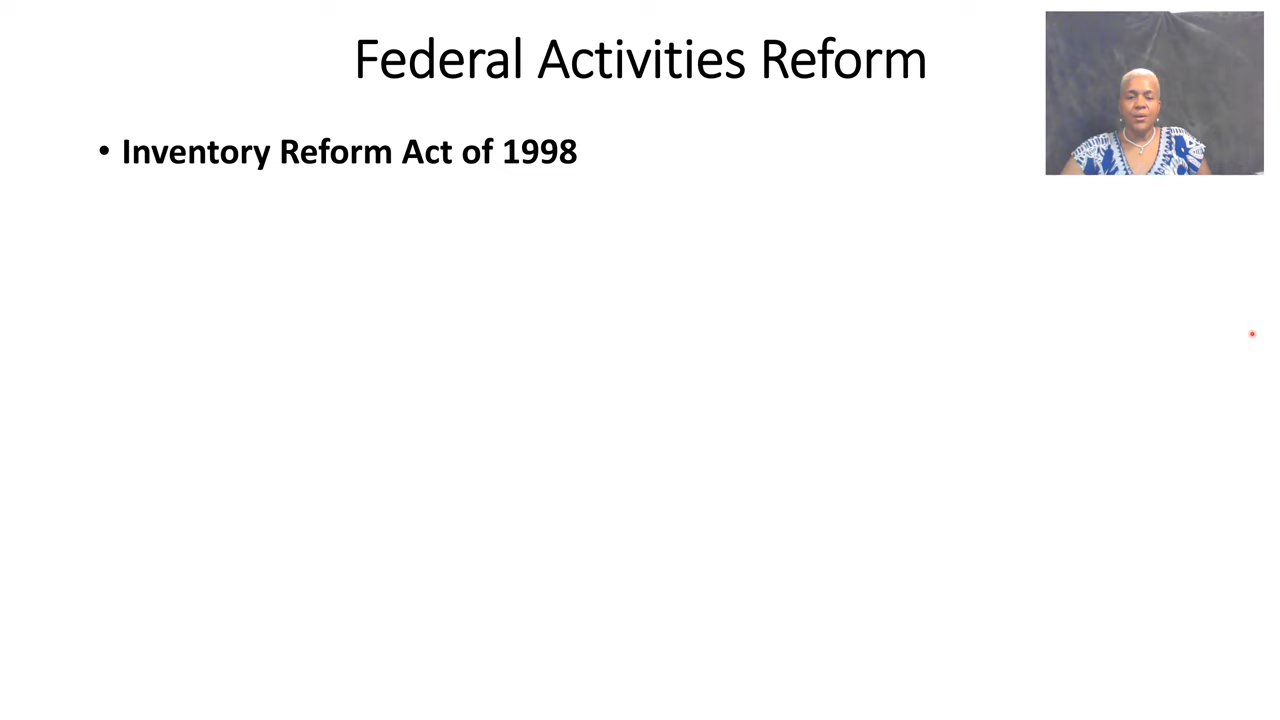 Federal Activities Reform
• Inventory Reform Act of 1998